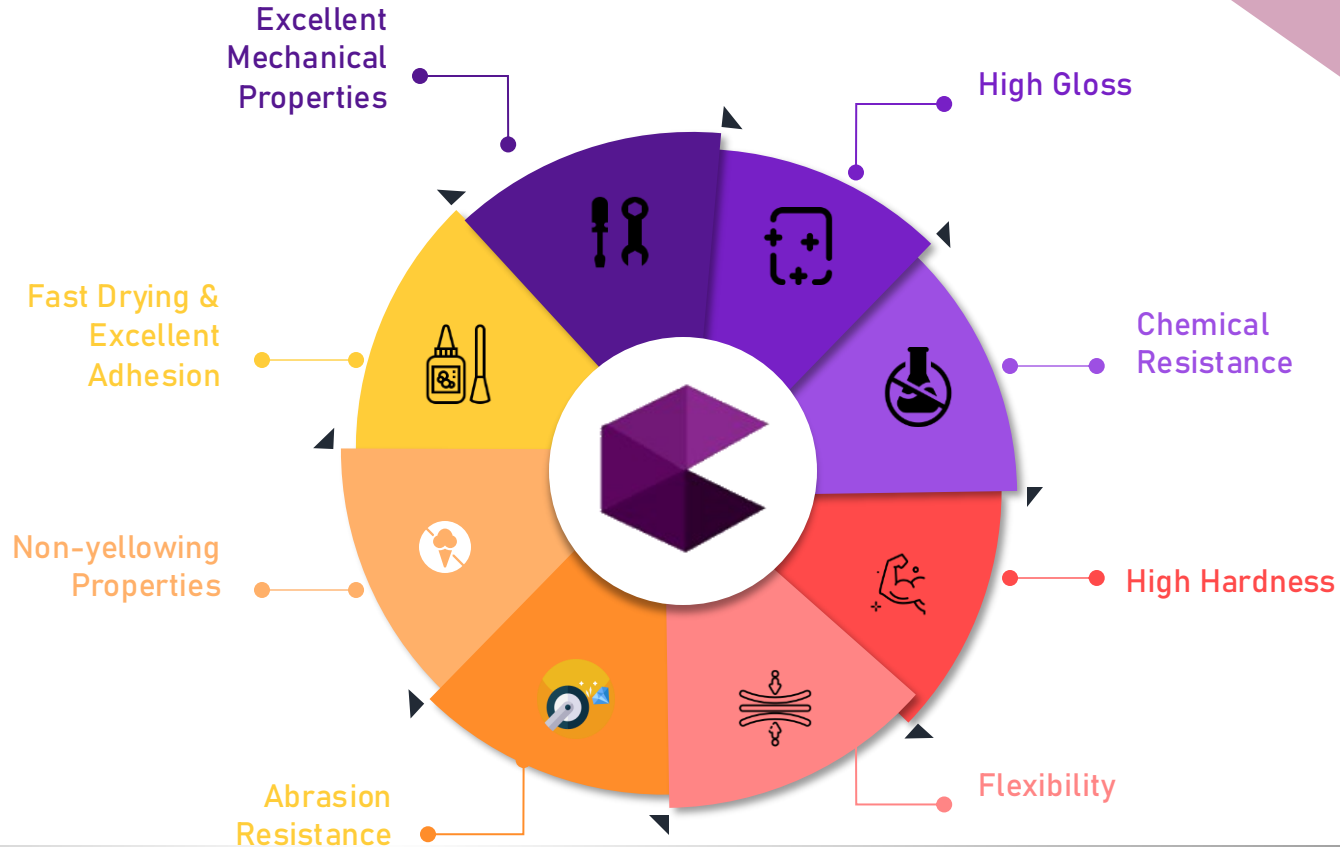 Excellent
Mechanical
Properties
High Gloss
Chemical
Resistance
High Hardness
Flexibility
Abrasion
Resistance
Non-yellowing
Properties
Fast Drying &
Excellent
Adhesion